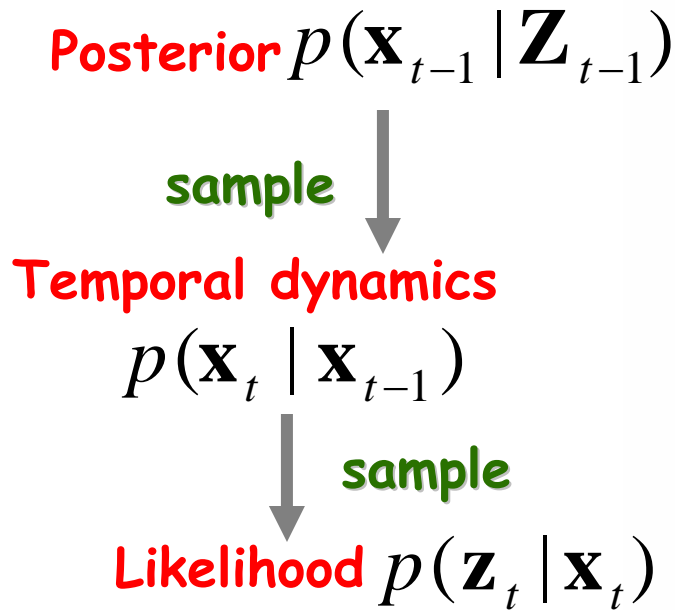 Posterior p(x_{t-1} | Z_{t-1})
sample
Temporal dynamics
p(x_t | x_{t-1})
sample
Likelihood p(z_t | x_t)